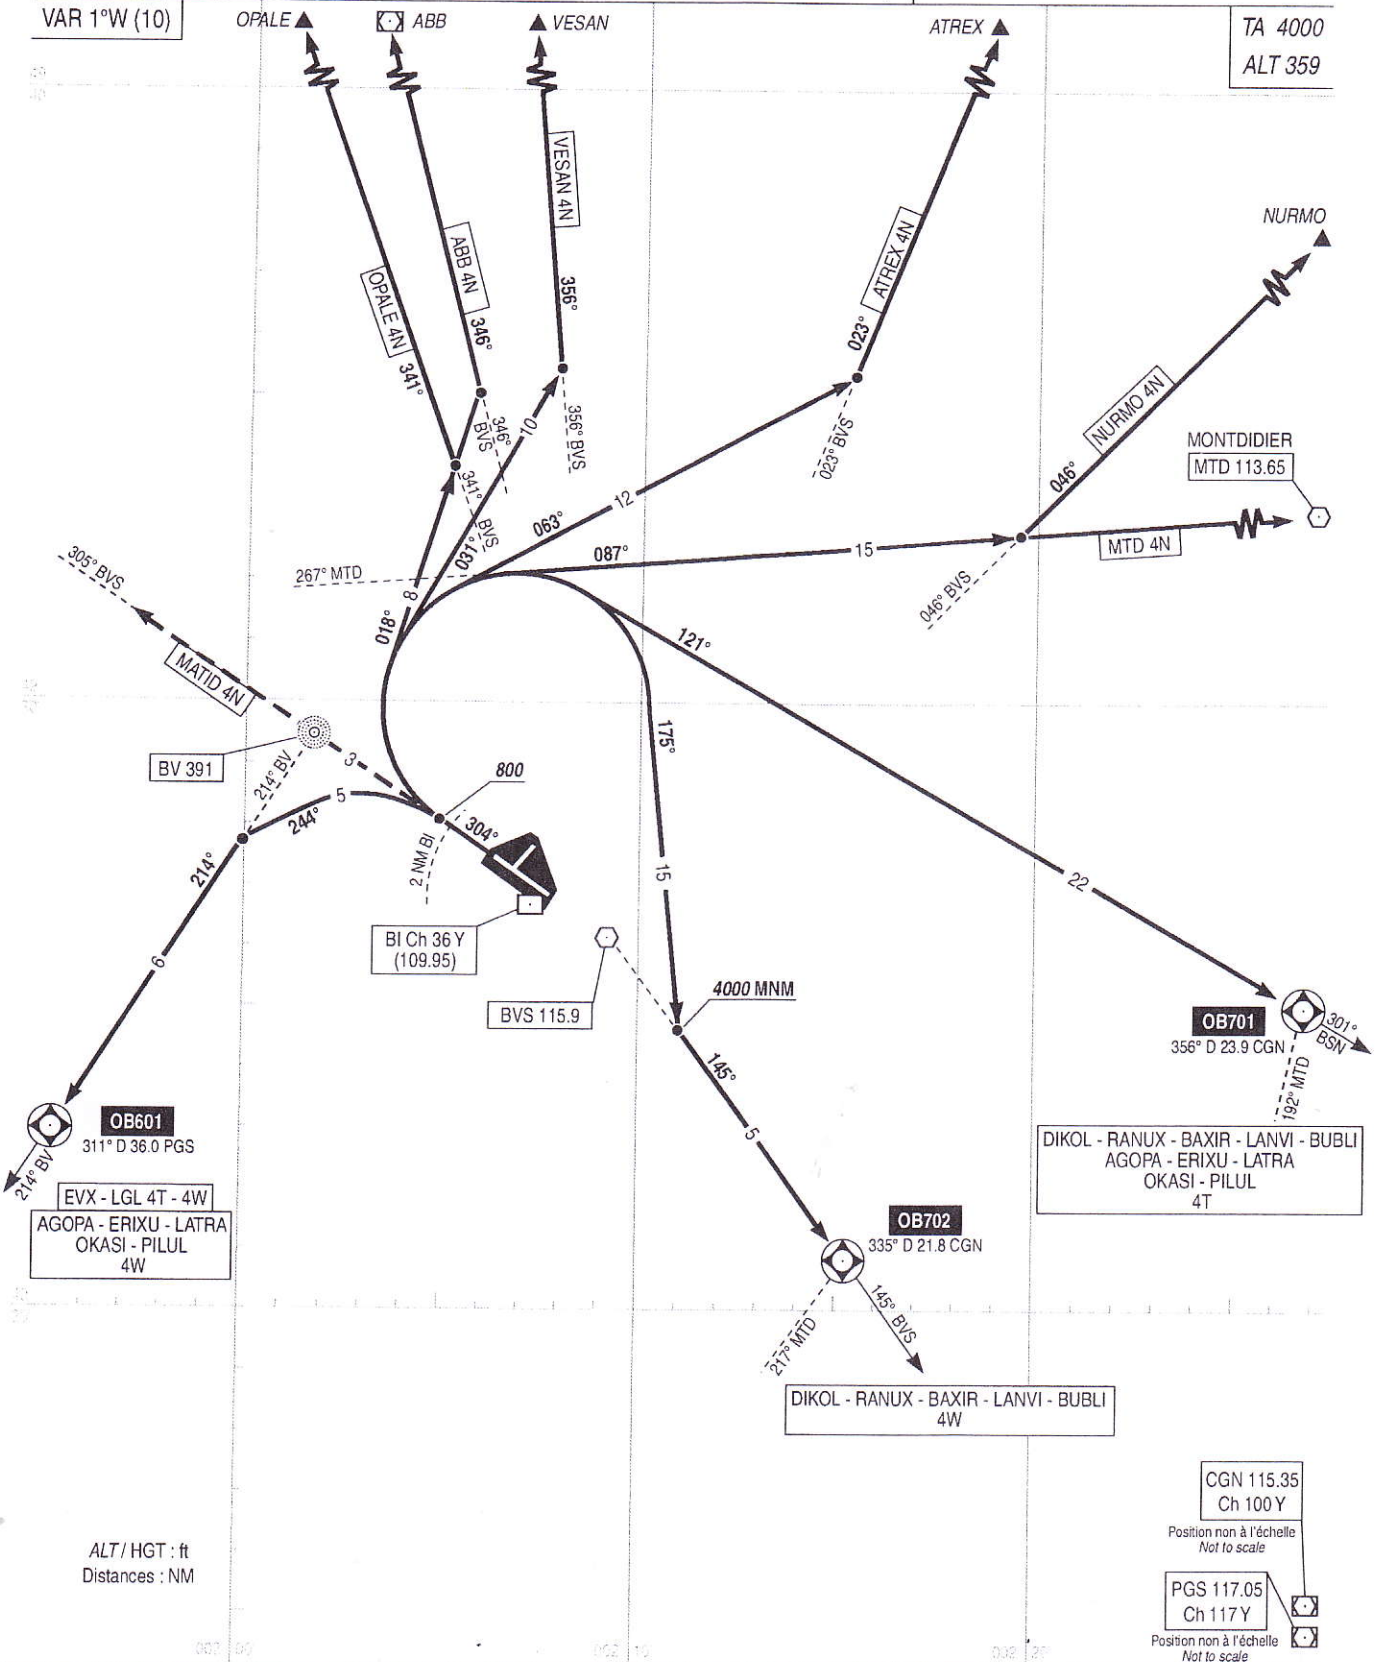 VAR 1°W (10)
OPALE
ABB
VESAN
ATREX
TA 4000
ALT 359
VESAN 4N
ABB 4N
OPALE 4N
ATREX 4N
NURMO
356°
346°
341°
023°
NURMO 4N
MONTDIDIER
MTD 113.65
10
356° BVS
346°
BVS
023° BVS
046°
341° BVS
12
063°
031°
087°
15
MTD 4N
305° BVS
267° MTD
8
046° BVS
018°
121°
MATID 4N
175°
BV 391
3
214° BV
5
800
244°
304°
214°
2 NM BI
15
22
BI Ch 36 Y
(109.95)
6
BVS 115.9
4000 MNM
OB701
356° D 23.9 CGN
301°
BSN
192° MTD
145°
OB601
311° D 36.0 PGS
5
214° BV
DIKOL - RANUX - BAXIR - LANVI - BUBLI
AGOPA - ERIXU - LATRA
OKASI - PILUL
4T
EVX - LGL 4T - 4W
AGOPA - ERIXU - LATRA
OKASI - PILUL
4W
OB702
335° D 21.8 CGN
217° MTD
145° BVS
DIKOL - RANUX - BAXIR - LANVI - BUBLI
4W
CGN 115.35
Ch 100 Y
Position non à l'échelle
Not to scale
ALT / HGT : ft
Distances : NM
PGS 117.05
Ch 117 Y
Position non à l'échelle
Not to scale
002 00
002 10
002 20